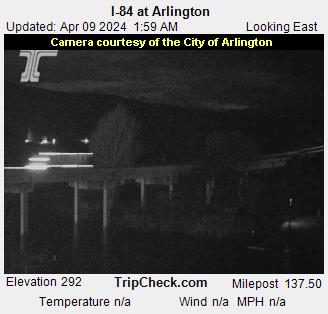 I-84 at Arlington
Updated: Apr 09 2024 1:59 AM Looking East
Camera courtesy of the City of Arlington
Elevation 292 TripCheck.com Milepost 137.50
Temperature n/a Wind n/a MPH n/a